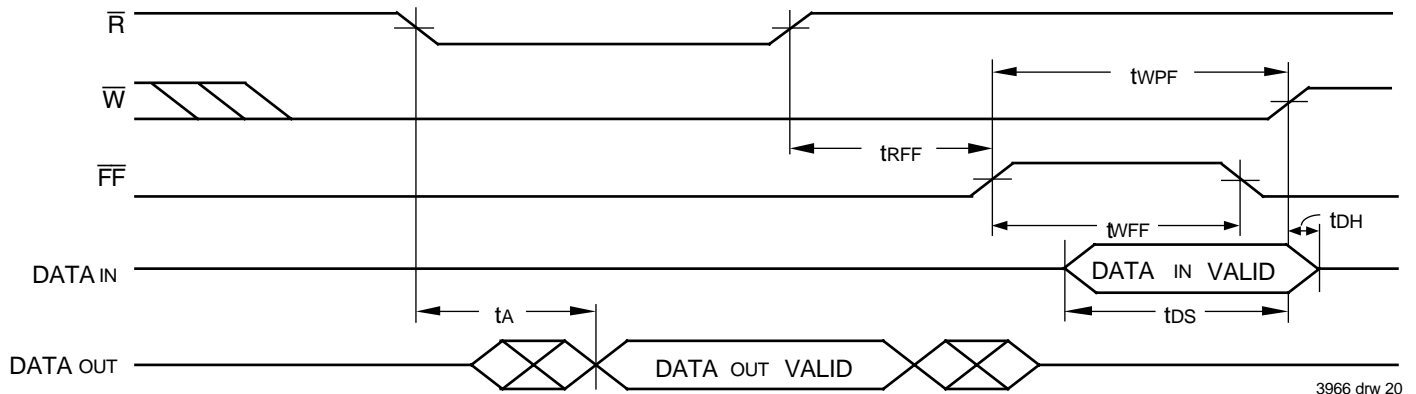 R̅
W̅
tWPF
tRFF
F̅F̅
tWFF
tDH
DATA IN
DATA IN VALID
tA
tDS
DATA OUT
DATA OUT VALID
3966 drw 20